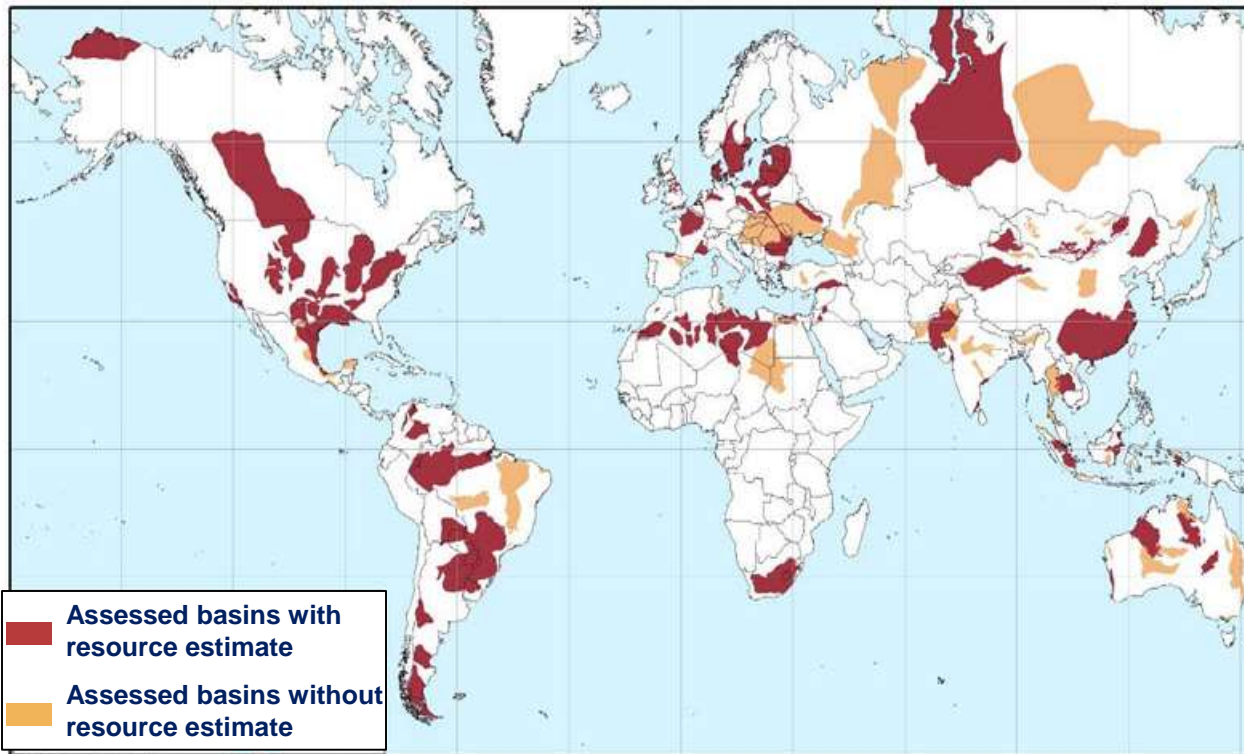 Assessed basins with
resource estimate
Assessed basins without
resource estimate